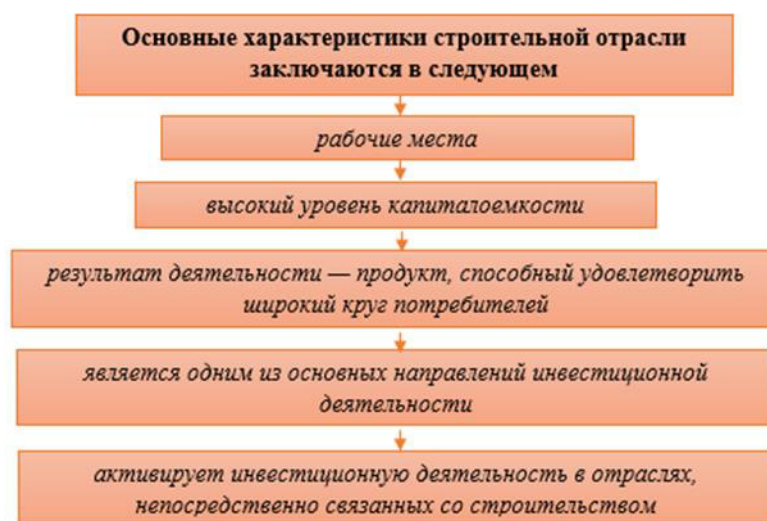 Основные характеристики строительной отрасли
заключаются в следующем
рабочие места
высокий уровень капиталоемкости
результат деятельности — продукт, способный удовлетворить
широкий круг потребителей
является одним из основных направлений инвестиционной
деятельности
активирует инвестиционную деятельность в отраслях,
непосредственно связанных со строительством